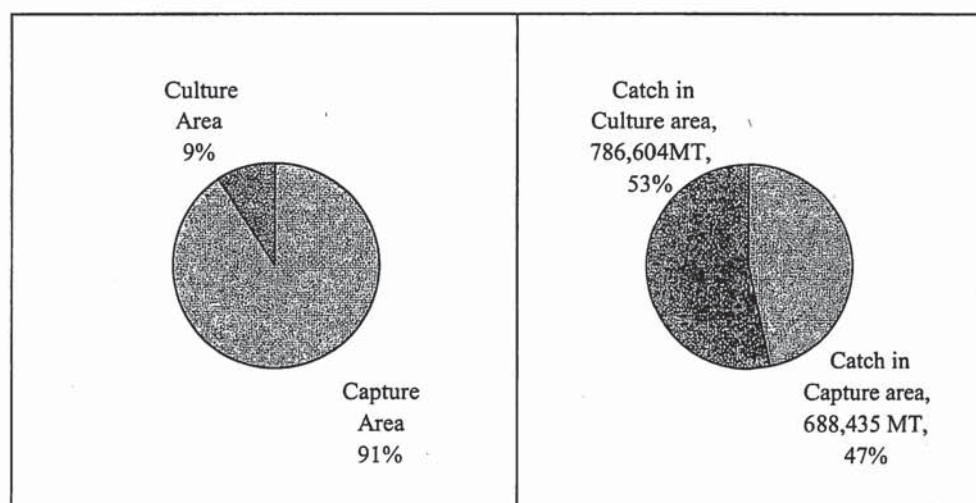 Culture
Area
9%
Capture
Area
91%
Catch in
Culture area,
786,604MT,
53%
Catch in
Capture area,
688,435 MT,
47%